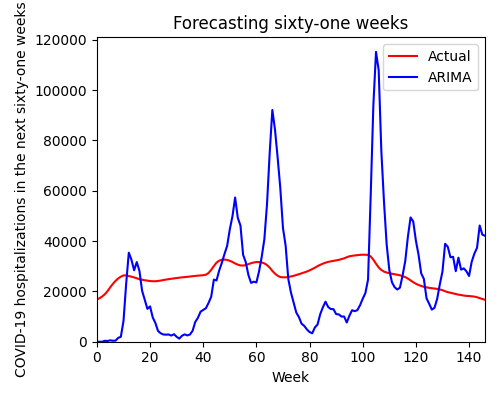 Forecasting sixty-one weeks
COVID-19 hospitalizations in the next sixty-one weeks
120000
100000
80000
60000
40000
20000
0
Actual
ARIMA
0 20 40 60 80 100 120 140
Week